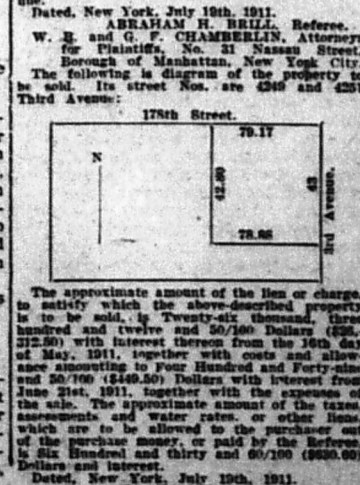 Dated, New York, July 19th, 1911.
ABRAHAM H. BRILL, Referee.
W. B. and G. F. CHAMBERLIN, Attorneys
for Plaintiffs, No. 31 Nassau Street,
Borough of Manhattan, New York City.
The following is diagram of the property to
be sold. Its street Nos. are 4249 and 4251
Third Avenue:
178th Street.
79.17
N
42.80
43
3rd Avenue.
78.88
The approximate amount of the lien or charge,
to satisfy which the above-described property
is to be sold, is Twenty-six thousand, three
hundred and twelve and 50/100 Dollars
312.50) with interest thereon from the 16th day
of May, 1911, together with costs and allow-
ance amounting to Four Hundred and Forty-nine
and 50/100 ($449.50) Dollars with interest from
June 21st, 1911, together with the expenses of
the sale. The approximate amount of the taxes,
assessments and water rates, or other liens,
which are to be allowed to the purchaser out
of the purchase money, or paid by the Referee
is Six Hundred and thirty and 60/100 ($630.60)
Dollars and interest.
Dated, New York, July 19th, 1911.